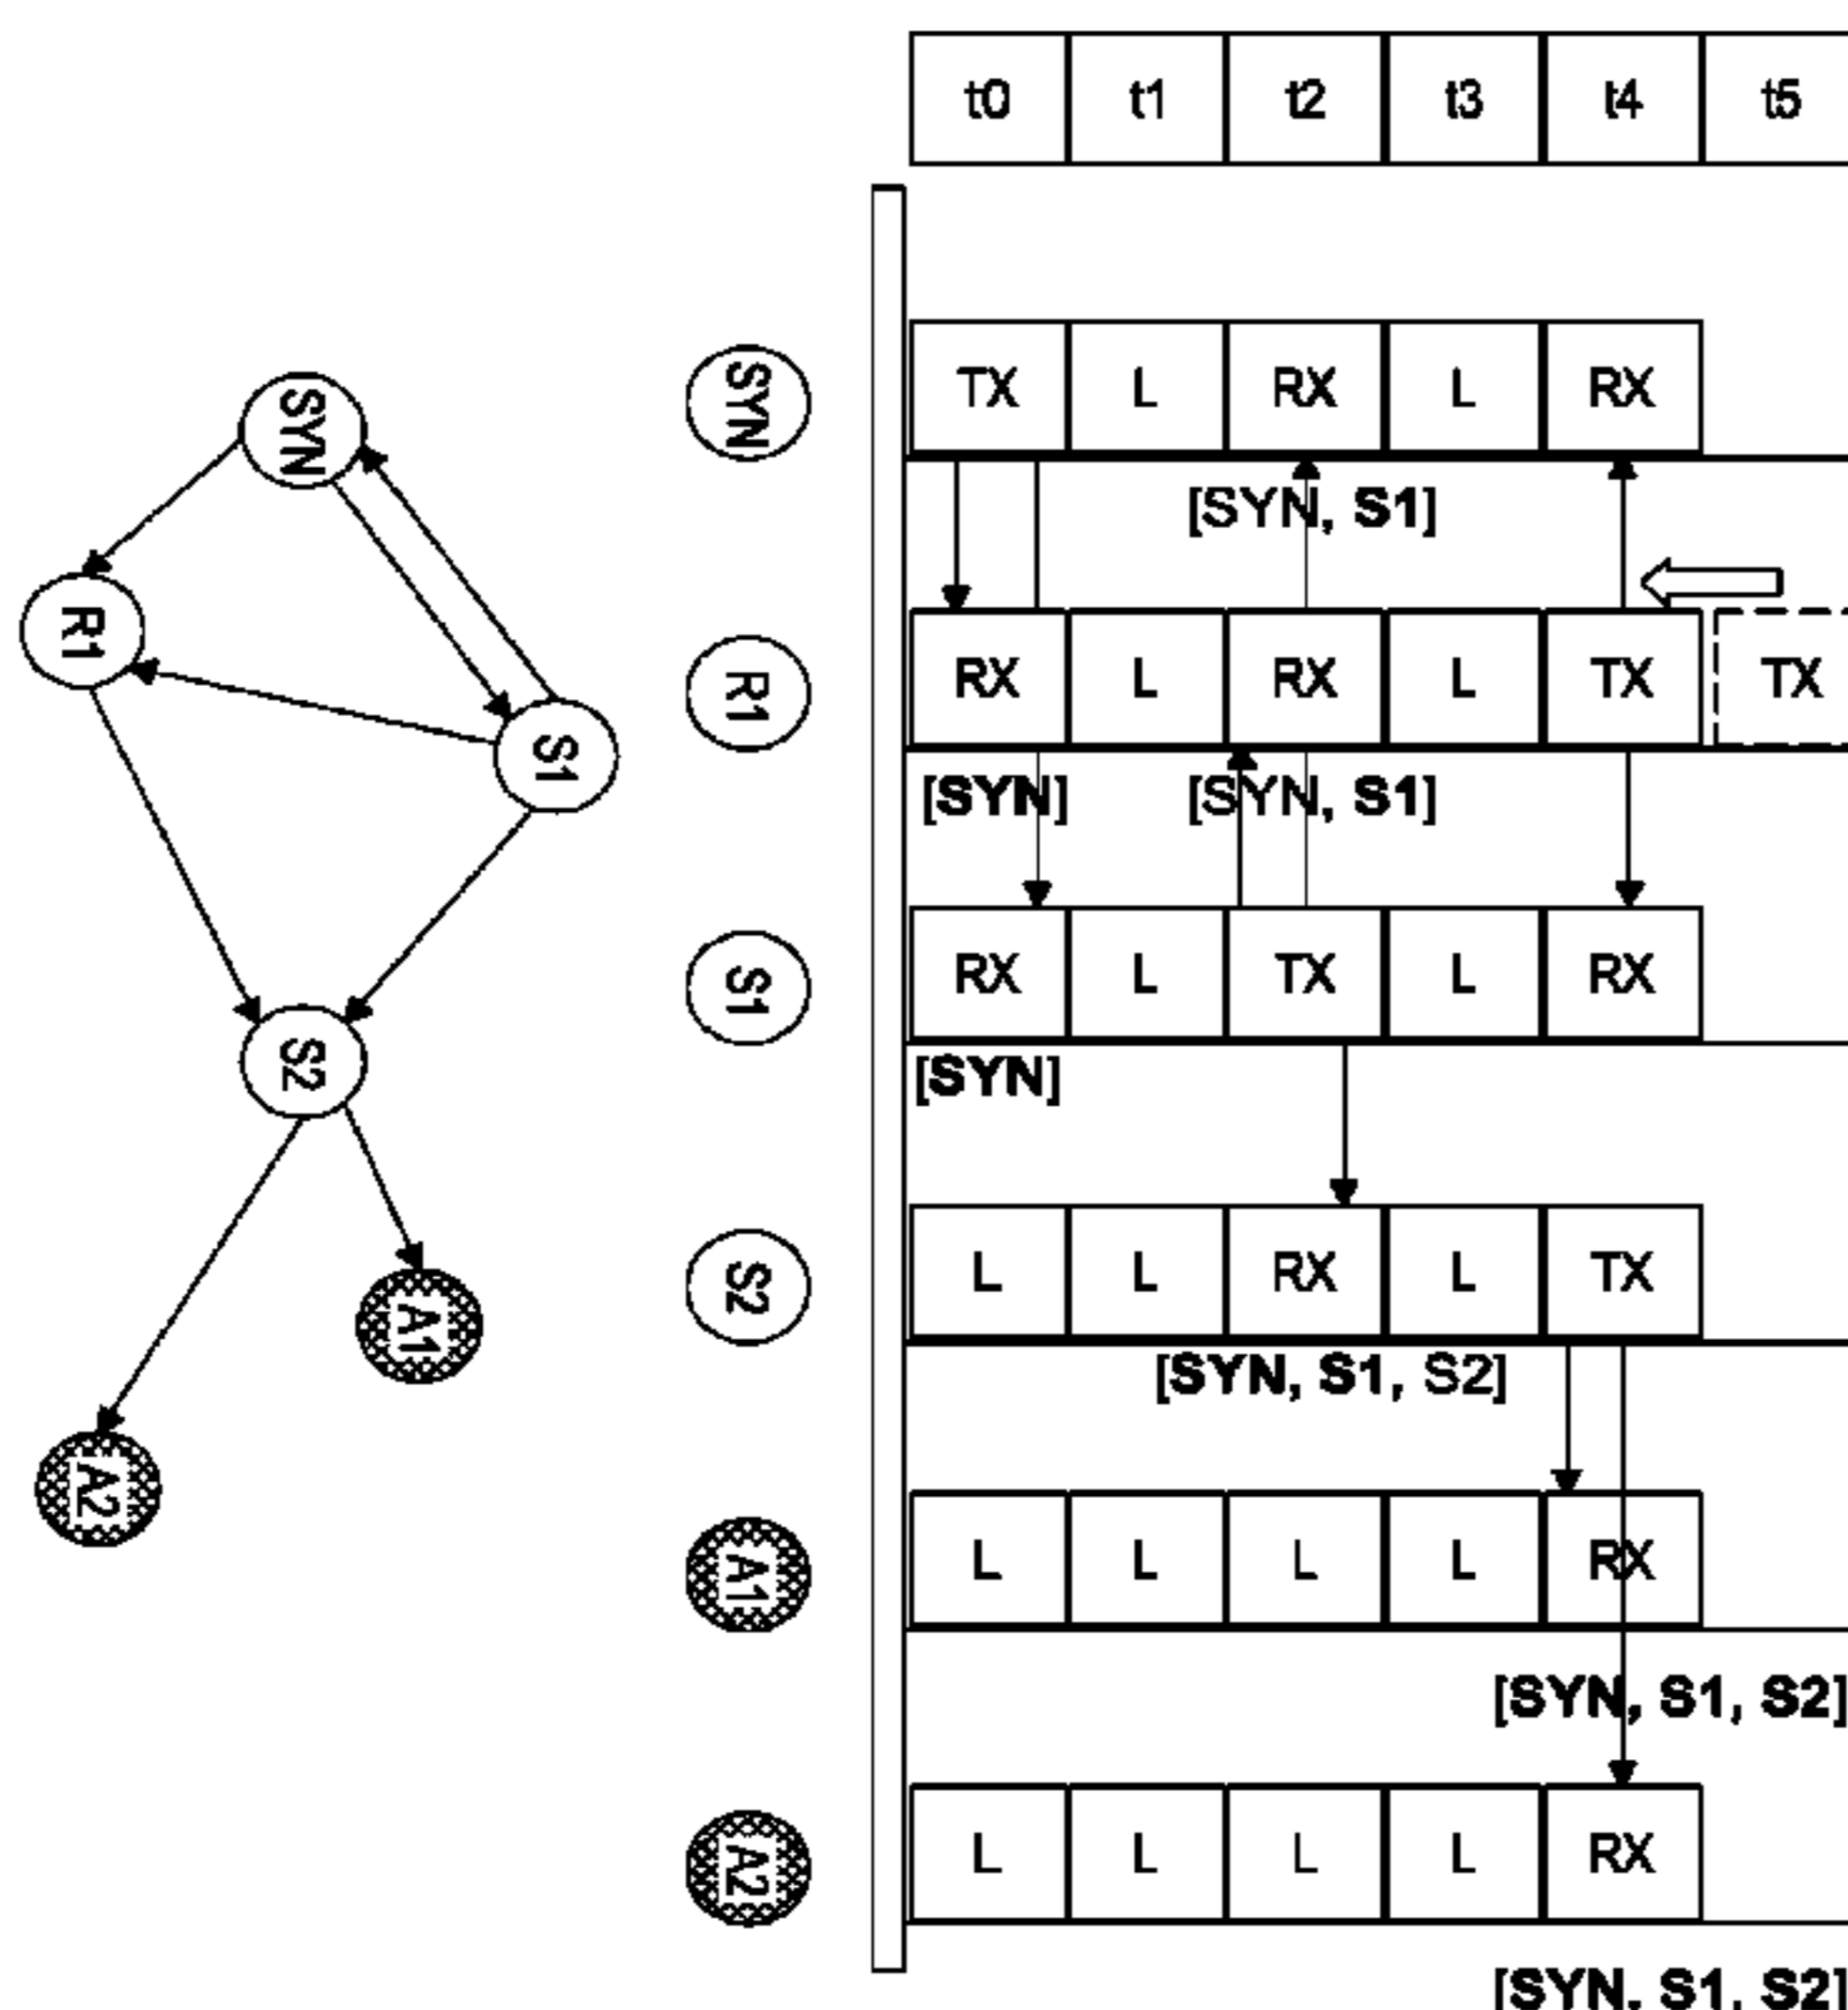 t0 t1 t2 t3 t4 t5
SYN TX L RX L RX
[SYN, S1]
R1 RX L RX L TX TX
[SYN] [SYN, S1]
S1 RX L TX L RX
[SYN]
S2 L L RX L TX
[SYN, S1, S2]
A1 L L L L RX
[SYN, S1, S2]
A2 L L L L RX
[SYN, S1, S2]
SYN
R1
S1
S2
A1
A2